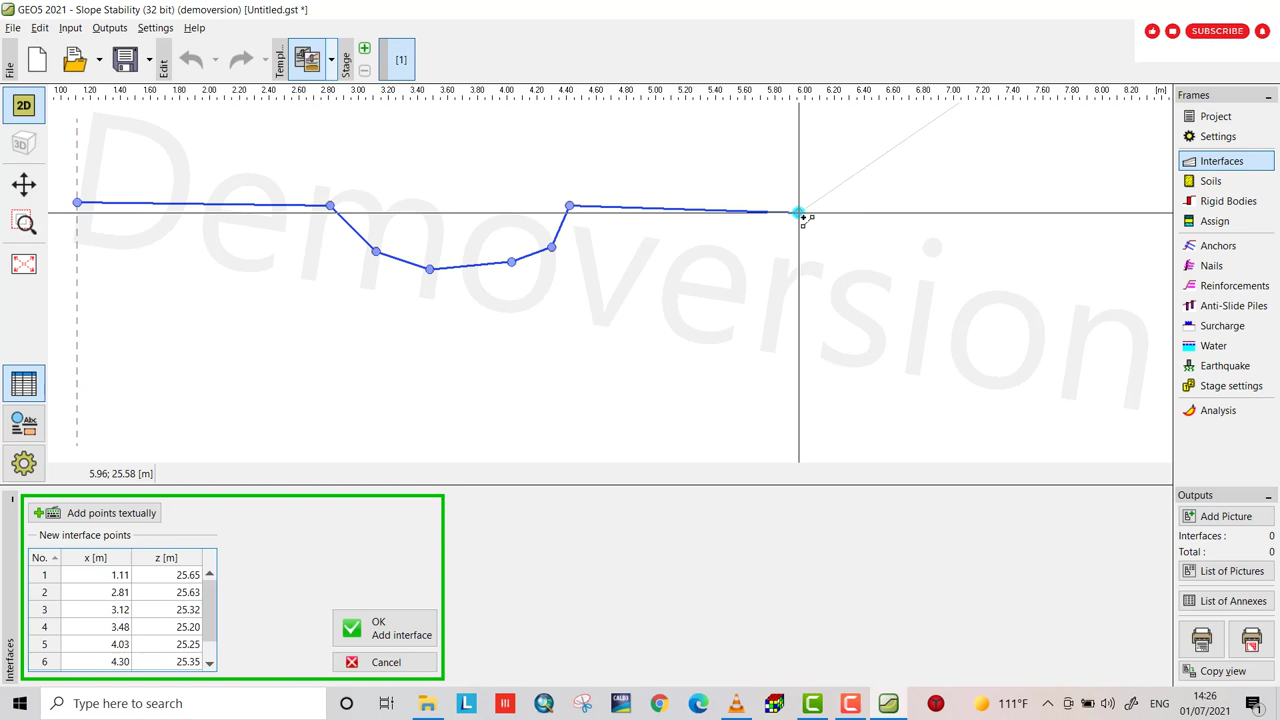 GEO5 2021 - Slope Stability (32 bit) (demoversion) [Untitled.gst *]
File Edit Input Outputs Settings Help
SUBSCRIBE
File
Edit
Templ...
Stage
[1]
1.20 1.40 1.60 1.80 2.00 2.20 2.40 2.60 2.80 3.00 3.20 3.40 3.60 3.80 4.00 4.20 4.40 4.60 4.80 5.00 5.20 5.40 5.60 5.80 6.00 6.20 6.40 6.60 6.80 7.00 7.20 7.40 7.60 7.80 8.00 8.20 [m]
2D
3D
Demoversion
Abc
5.96; 25.58 [m]
Interfaces
Add points textually
New interface points
No. x [m] z [m]
1 1.11 25.65
2 2.81 25.63
3 3.12 25.32
4 3.48 25.20
5 4.03 25.25
6 4.30 25.35
OK
Add interface
Cancel
Frames
Project
Settings
Interfaces
Soils
Rigid Bodies
Assign
Anchors
Nails
Reinforcements
Anti-Slide Piles
Surcharge
Water
Earthquake
Stage settings
Analysis
Outputs
Add Picture
Interfaces : 0
Total : 0
List of Pictures
List of Annexes
Copy view
Type here to search
111°F
ENG
14:26
01/07/2021